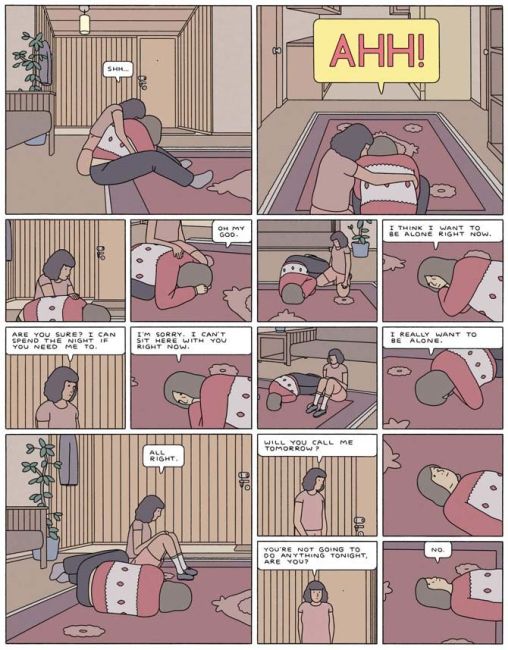 SHH...
AHH!
OH MY
GOD.
I THINK I WANT TO
BE ALONE RIGHT NOW.
ARE YOU SURE? I CAN
SPEND THE NIGHT IF
YOU NEED ME TO.
I'M SORRY. I CAN'T
SIT HERE WITH YOU
RIGHT NOW.
I REALLY WANT TO
BE ALONE.
ALL
RIGHT.
WILL YOU CALL ME
TOMORROW?
YOU'RE NOT GOING TO
DO ANYTHING TONIGHT,
ARE YOU?
NO.